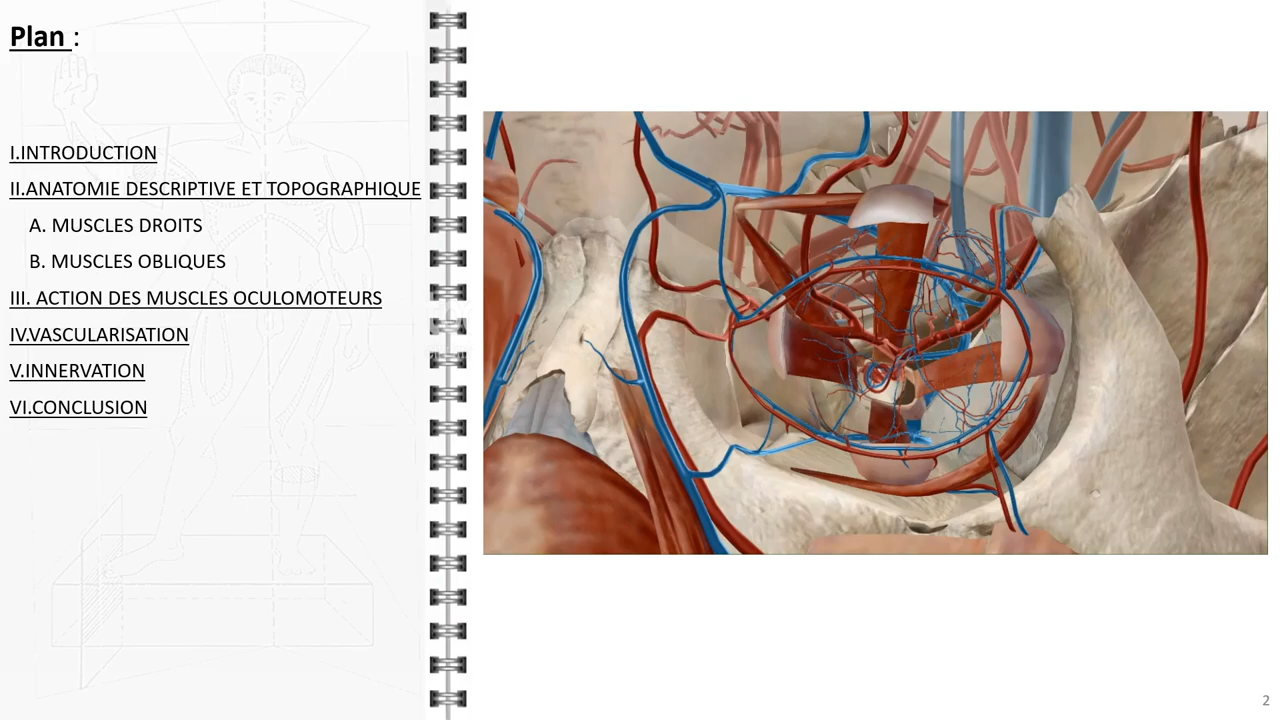 Plan :
I.INTRODUCTION
II.ANATOMIE DESCRIPTIVE ET TOPOGRAPHIQUE
A. MUSCLES DROITS
B. MUSCLES OBLIQUES
III. ACTION DES MUSCLES OCULOMOTEURS
IV.VASCULARISATION
V.INNERVATION
VI.CONCLUSION
2